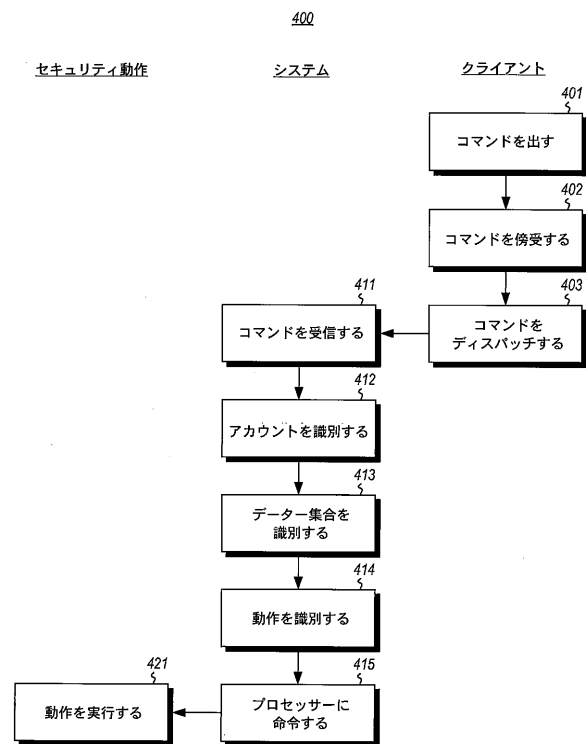 400
セキュリティ動作
システム
クライアント
401
コマンドを出す
402
コマンドを傍受する
403
コマンドを
ディスパッチする
411
コマンドを受信する
412
アカウントを識別する
413
データー集合を
識別する
414
動作を識別する
415
プロセッサーに
命令する
421
動作を実行する